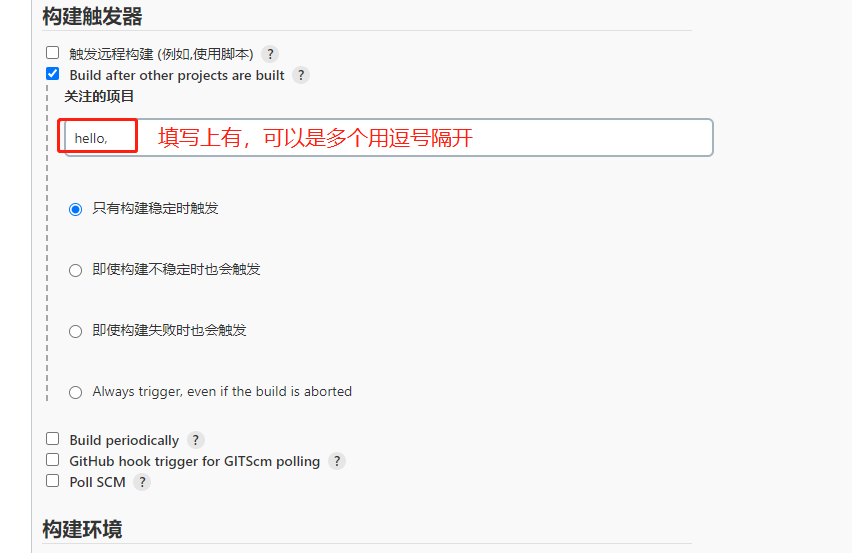 构建触发器
触发远程构建 (例如,使用脚本) ?
Build after other projects are built ?
关注的项目
hello, 填写上有，可以是多个用逗号隔开
只有构建稳定时触发
即使构建不稳定时也会触发
即使构建失败时也会触发
Always trigger, even if the build is aborted
Build periodically ?
GitHub hook trigger for GITScm polling ?
Poll SCM ?
构建环境